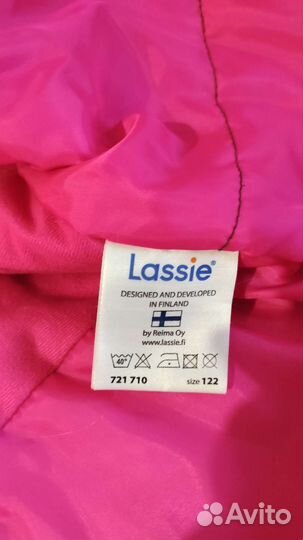 Lassie®
DESIGNED AND DEVELOPED
IN FINLAND
by Reima Oy
www.lassie.fi
40°
721 710 size 122
Avito